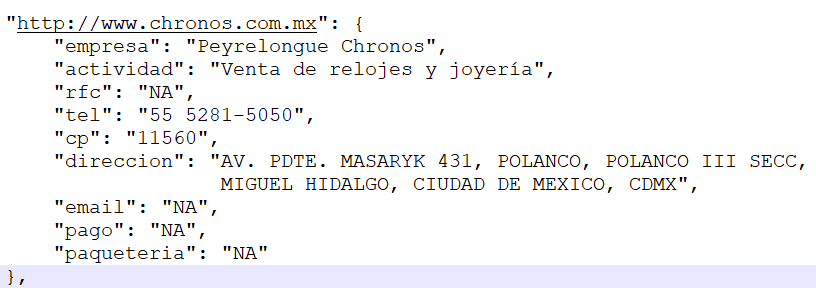 "http://www.chronos.com.mx": {
"empresa": "Peyrelongue Chronos",
"actividad": "Venta de relojes y joyería",
"rfc": "NA",
"tel": "55 5281-5050",
"cp": "11560",
"direccion": "AV. PDTE. MASARYK 431, POLANCO, POLANCO III SECC,
MIGUEL HIDALGO, CIUDAD DE MEXICO, CDMX",
"email": "NA",
"pago": "NA",
"paqueteria": "NA"
},